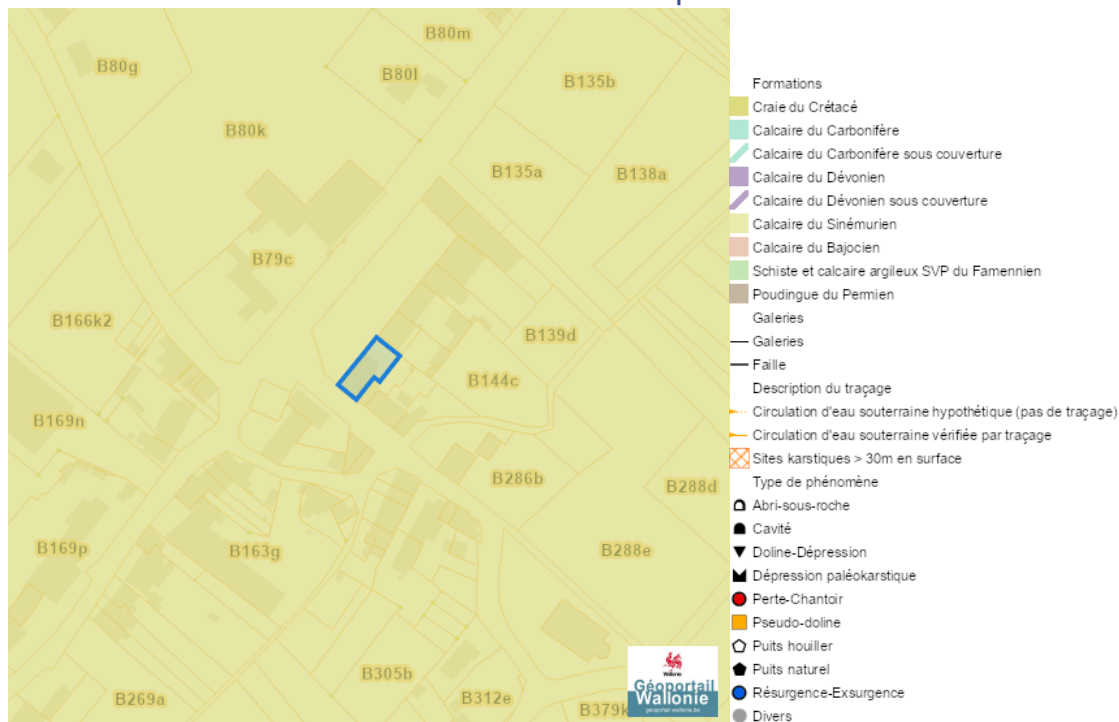 B80m
B80g
B80l
B135b
B80k
B135a
B138a
B79c
B166k2
B139d
B144c
B169n
B286b
B288d
B169p
B163g
B288e
B305b
B269a
B312e
B379k
Wallonie
Géoportail
Wallonie
geoportail.wallonie.be
Formations
Craie du Crétacé
Calcaire du Carbonifère
Calcaire du Carbonifère sous couverture
Calcaire du Dévonien
Calcaire du Dévonien sous couverture
Calcaire du Sinémurien
Calcaire du Bajocien
Schiste et calcaire argileux SVP du Famennien
Poudingue du Permien
Galeries
Galeries
Faille
Description du traçage
Circulation d'eau souterraine hypothétique (pas de traçage)
Circulation d'eau souterraine vérifiée par traçage
Sites karstiques > 30m en surface
Type de phénomène
Abri-sous-roche
Cavité
Doline-Dépression
Dépression paléokarstique
Perte-Chantoir
Pseudo-doline
Puits houiller
Puits naturel
Résurgence-Exsurgence
Divers